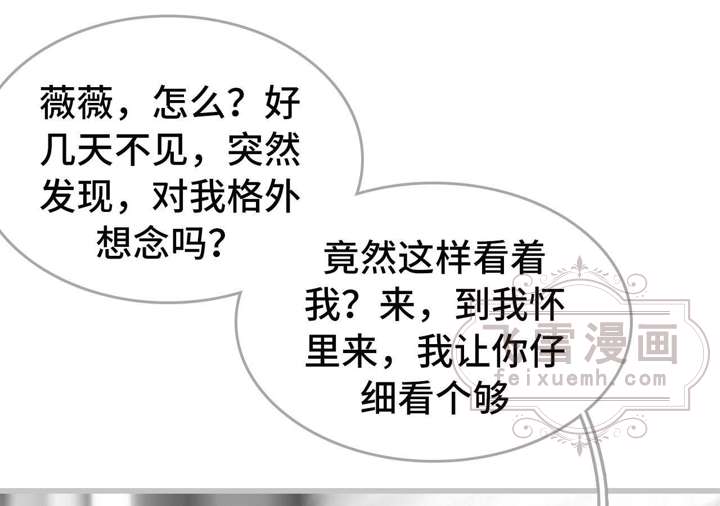 薇薇，怎么？好
几天不见，突然
发现，对我格外
想念吗？
竟然这样看着
我？来，到我怀
里来，我让你仔
细看个够
飞雪漫画
feixuemh.com